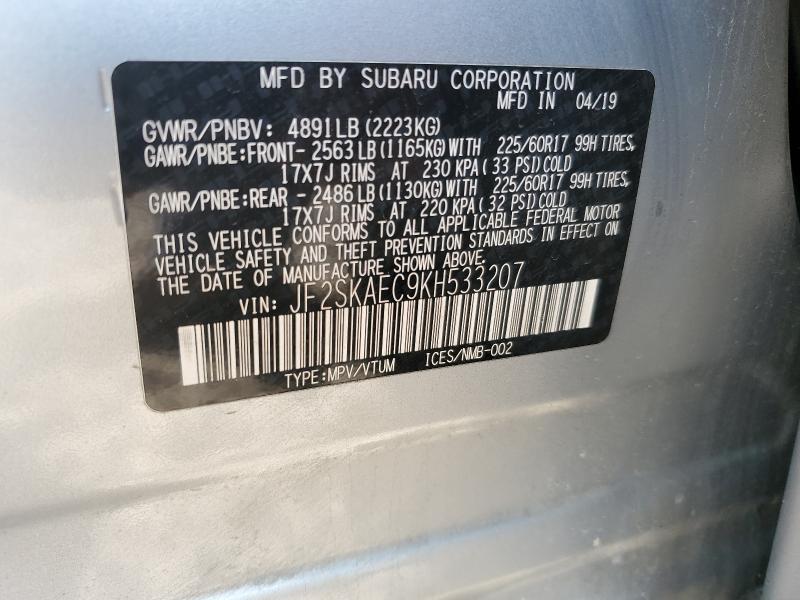 MFD BY SUBARU CORPORATION
MFD IN 04/19
GVWR/PNBV: 4891LB (2223KG)
GAWR/PNBE:FRONT- 2563 LB (1165KG) WITH 225/60R17 99H TIRES,
17X7J RIMS AT 230 KPA ( 33 PSI) COLD
GAWR/PNBE:REAR - 2486 LB (1130KG) WITH 225/60R17 99H TIRES,
17X7J RIMS AT 220 KPA ( 32 PSI) COLD
THIS VEHICLE CONFORMS TO ALL APPLICABLE FEDERAL MOTOR
VEHICLE SAFETY AND THEFT PREVENTION STANDARDS IN EFFECT ON
THE DATE OF MANUFACTURE SHOWN ABOVE.
VIN: JF2SKAEC9KH533207
TYPE:MPV/VTUM ICES/NMB-002